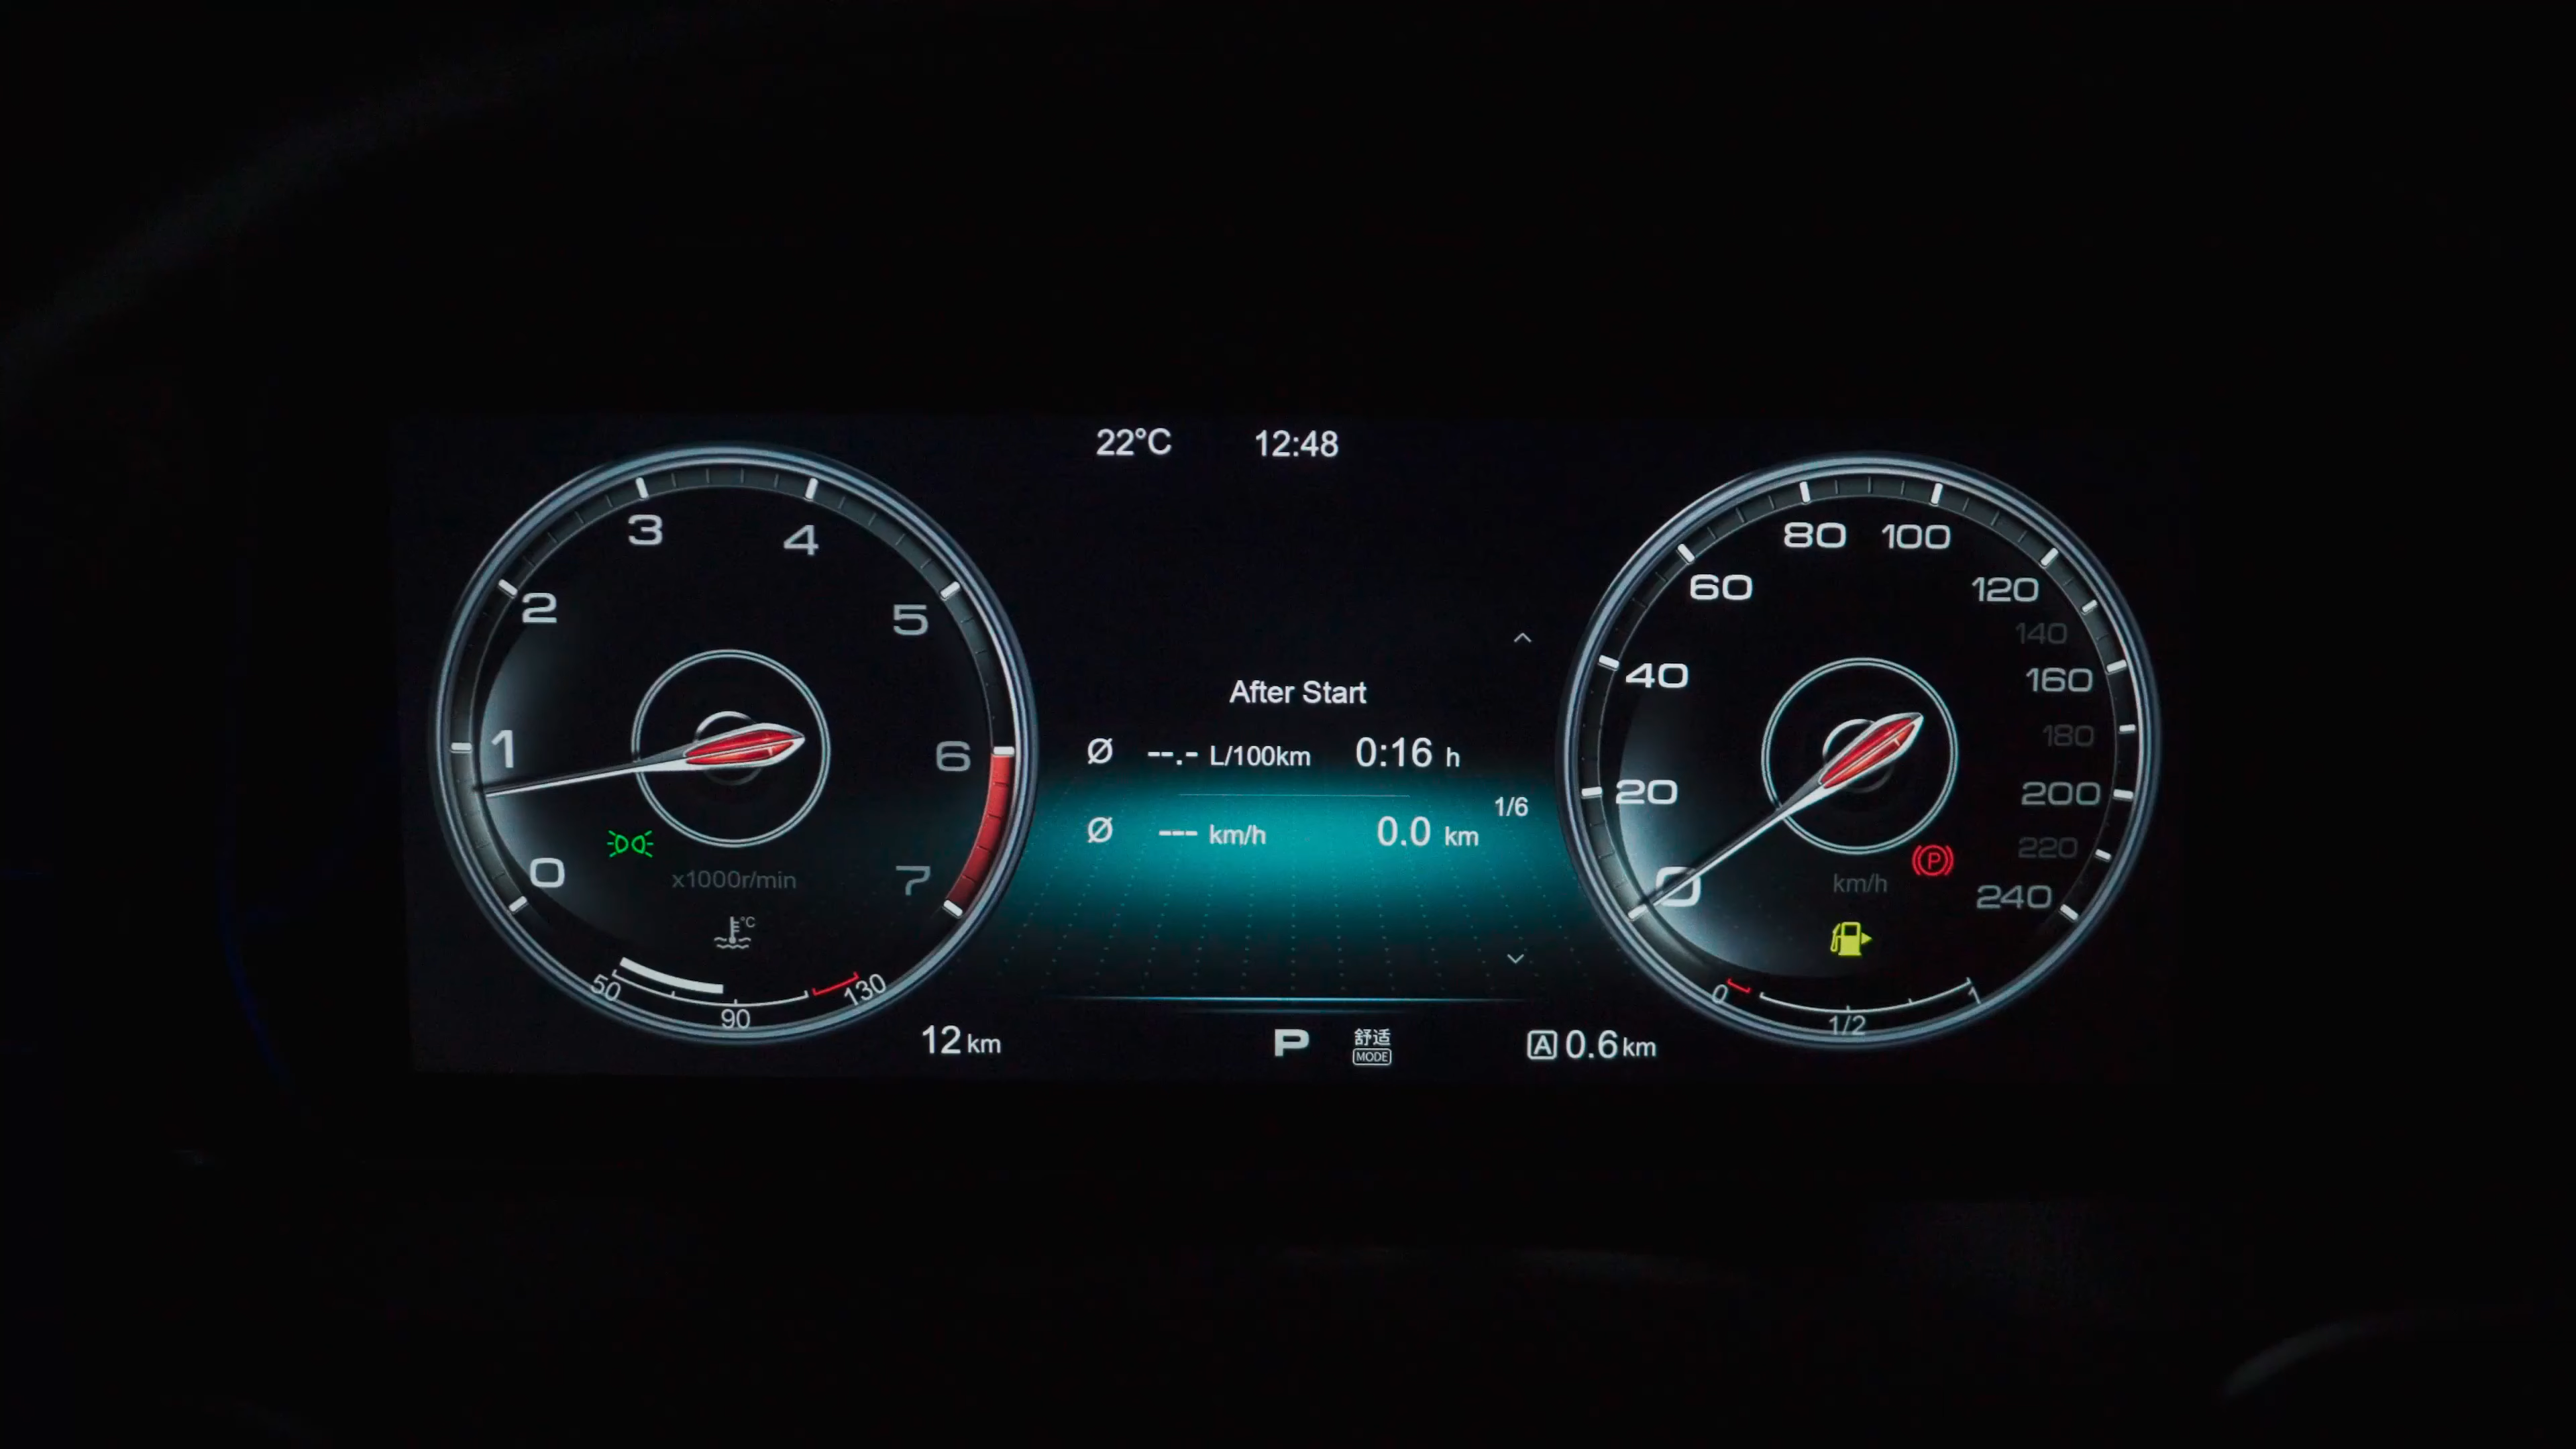 22°C 12:48
0 1 2 3 4 5 6 7
x1000r/min
°C
50 90 130
After Start
Ø --.- L/100km 0:16 h
1/6
Ø --- km/h 0.0 km
0 20 40 60 80 100 120 140 160 180 200 220 240
P
km/h
0 1/2 1
12 km
P
舒适
MODE
A 0.6 km